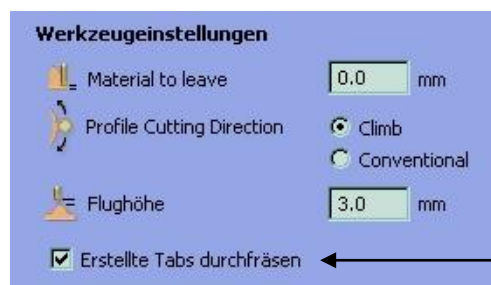 Werkzeugeinstellungen
Material to leave 0.0 mm
Profile Cutting Direction Climb
Conventional
Flughöhe 3.0 mm
Erstellte Tabs durchfräsen